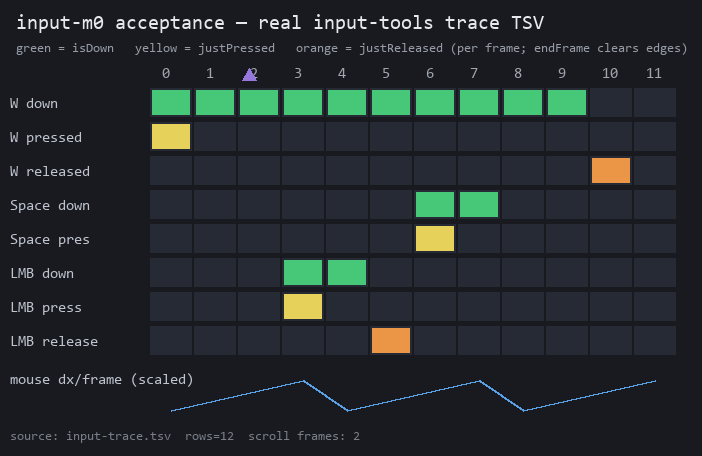 input-m0 acceptance — real input-tools trace TSV
green = isDown yellow = justPressed orange = justReleased (per frame; endFrame clears edges)
0 1 2 3 4 5 6 7 8 9 10 11
W down
W pressed
W released
Space down
Space pres
LMB down
LMB press
LMB release
mouse dx/frame (scaled)
source: input-trace.tsv rows=12 scroll frames: 2